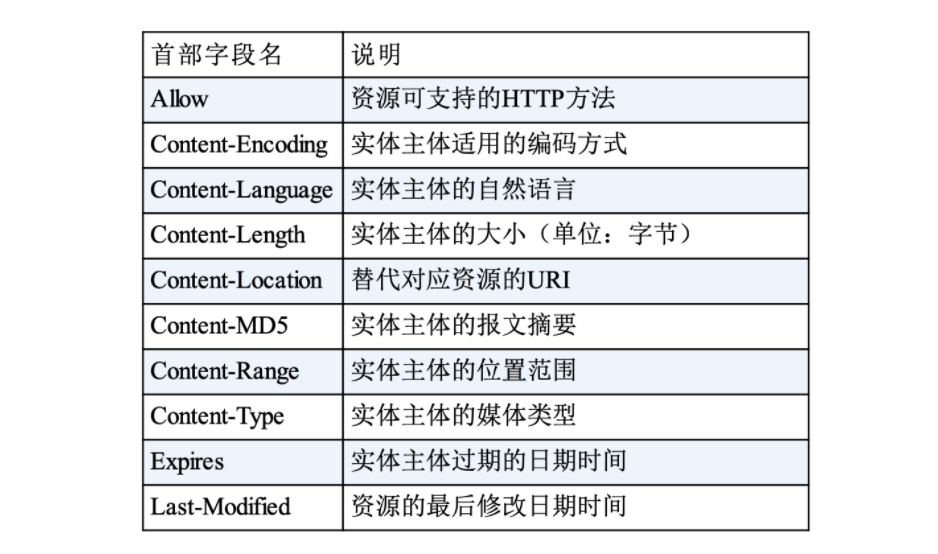 首部字段名 说明
Allow 资源可支持的HTTP方法
Content-Encoding 实体主体适用的编码方式
Content-Language 实体主体的自然语言
Content-Length 实体主体的大小（单位：字节）
Content-Location 替代对应资源的URI
Content-MD5 实体主体的报文摘要
Content-Range 实体主体的位置范围
Content-Type 实体主体的媒体类型
Expires 实体主体过期的日期时间
Last-Modified 资源的最后修改日期时间